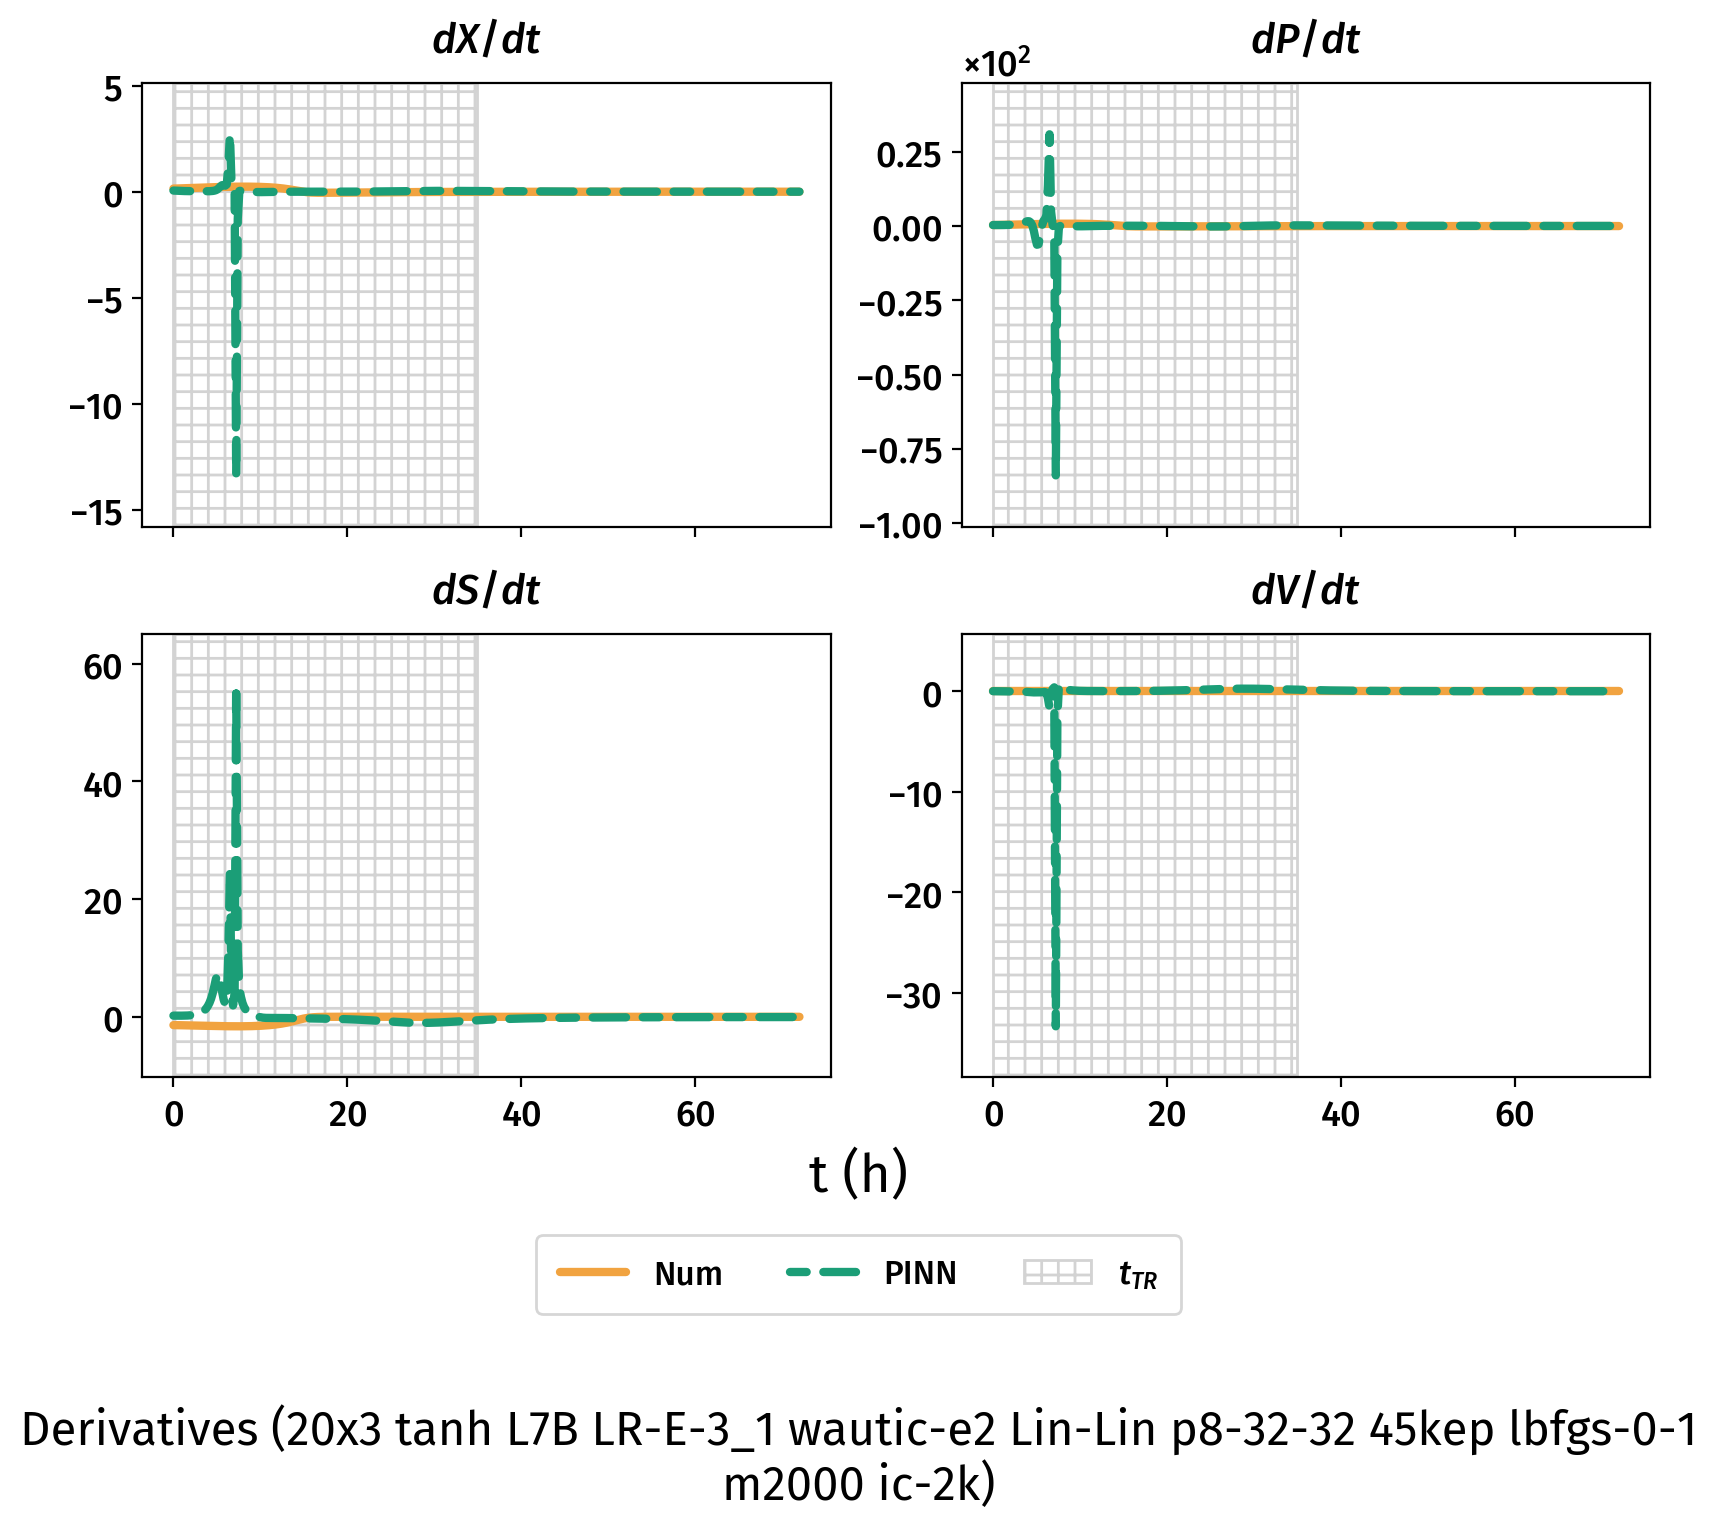 dX/dt
5
0
−5
−10
−15
dP/dt
×10²
0.25
0.00
−0.25
−0.50
−0.75
−1.00
dS/dt
60
40
20
0
0 20 40 60
dV/dt
0
−10
−20
−30
0 20 40 60
t (h)
Num PINN t_TR
Derivatives (20x3 tanh L7B LR-E-3_1 wautic-e2 Lin-Lin p8-32-32 45kep lbfgs-0-1
m2000 ic-2k)